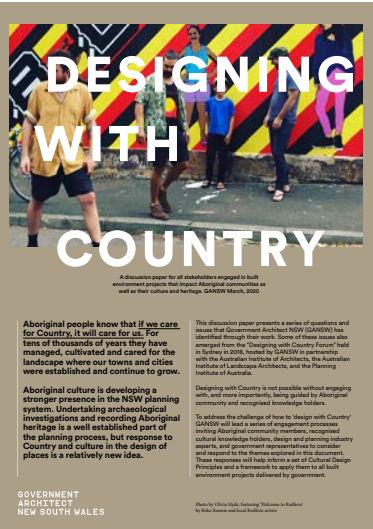 DESIGNING
WITH
COUNTRY
A discussion paper for all stakeholders engaged in built
environment projects that impact Aboriginal communities as
well as their culture and heritage. GANSW March, 2020
Aboriginal people know that if we care
for Country, it will care for us. For
tens of thousands of years they have
managed, cultivated and cared for the
landscape where our towns and cities
were established and continue to grow.
Aboriginal culture is developing a
stronger presence in the NSW planning
system. Undertaking archaeological
investigations and recording Aboriginal
heritage is a well established part of
the planning process, but response to
Country and culture in the design of
places is a relatively new idea.
This discussion paper presents a series of questions and
issues that Government Architect NSW (GANSW) has
identified through their work. Some of these issues also
emerged from the "Designing with Country Forum" held
in Sydney in 2018, hosted by GANSW in partnership
with the Australian Institute of Architects, the Australian
Institute of Landscape Architects, and the Planning
Institute of Australia.
Designing with Country is not possible without engaging
with, and more importantly, being guided by Aboriginal
community and recognised knowledge holders.
To address the challenge of how to 'design with Country'
GANSW will lead a series of engagement processes
inviting Aboriginal community members, recognised
cultural knowledge holders, design and planning industry
experts, and government representatives to consider
and respond to the themes explored in this document.
These responses will help inform a set of Cultural Design
Principles and a framework to apply them to all built
environment projects delivered by government.
GOVERNMENT
ARCHITECT
NEW SOUTH WALES
Photo by Olivia Hyde, featuring 'Welcome to Redfern'
by Reko Rennie and local Redfern artists